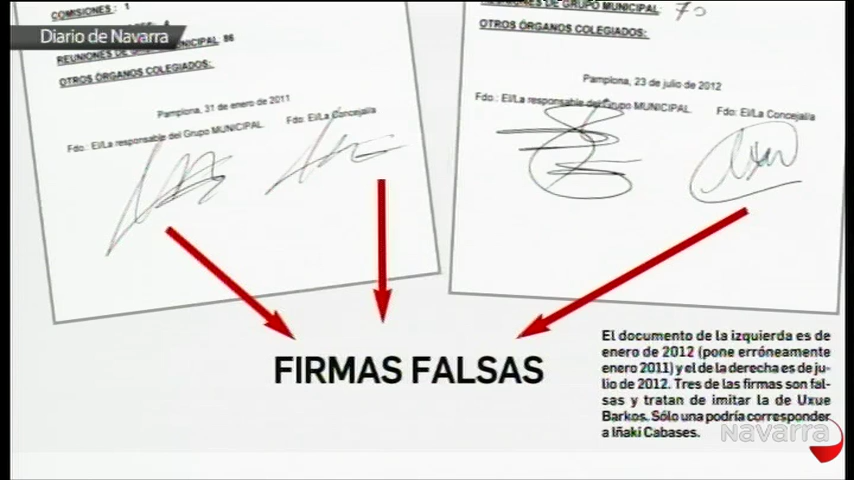 COMISIONES : 1
Diario de Navarra
REUNIONES DE GRUPO MUNICIPAL: 86
OTROS ÓRGANOS COLEGIADOS:
Pamplona, 31 de enero de 2011
Fdo.: El/La responsable del Grupo MUNICIPAL
Fdo: El/La Concejal/a
REUNIONES DE GRUPO MUNICIPAL: 70
OTROS ÓRGANOS COLEGIADOS:
Pamplona, 23 de julio de 2012
Fdo.: El/La responsable del Grupo MUNICIPAL
Fdo: El/La Concejal/a
FIRMAS FALSAS
El documento de la izquierda es de
enero de 2012 (pone erróneamente
enero 2011) y el de la derecha es de ju-
lio de 2012. Tres de las firmas son fal-
sas y tratan de imitar la de Uxue
Barkos. Sólo una podría corresponder
a Iñaki Cabases.
Navarra